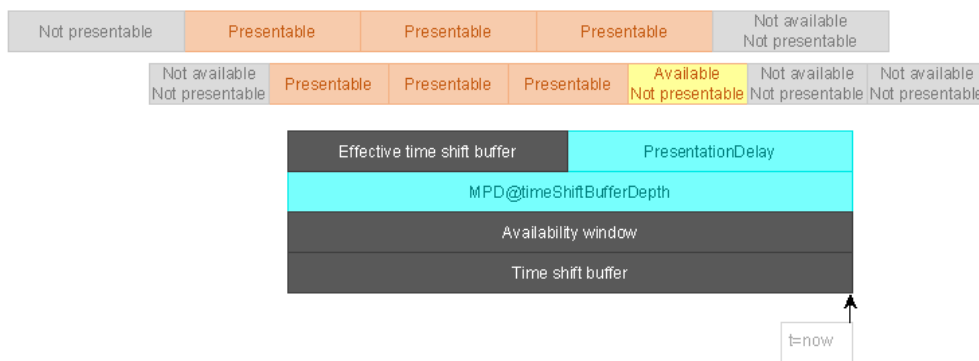 Not presentable
Presentable
Presentable
Presentable
Not available
Not presentable
Not available
Not presentable
Presentable
Presentable
Presentable
Available
Not presentable
Not available
Not presentable
Not available
Not presentable
Effective time shift buffer
PresentationDelay
MPD@timeShiftBufferDepth
Availability window
Time shift buffer
t=now